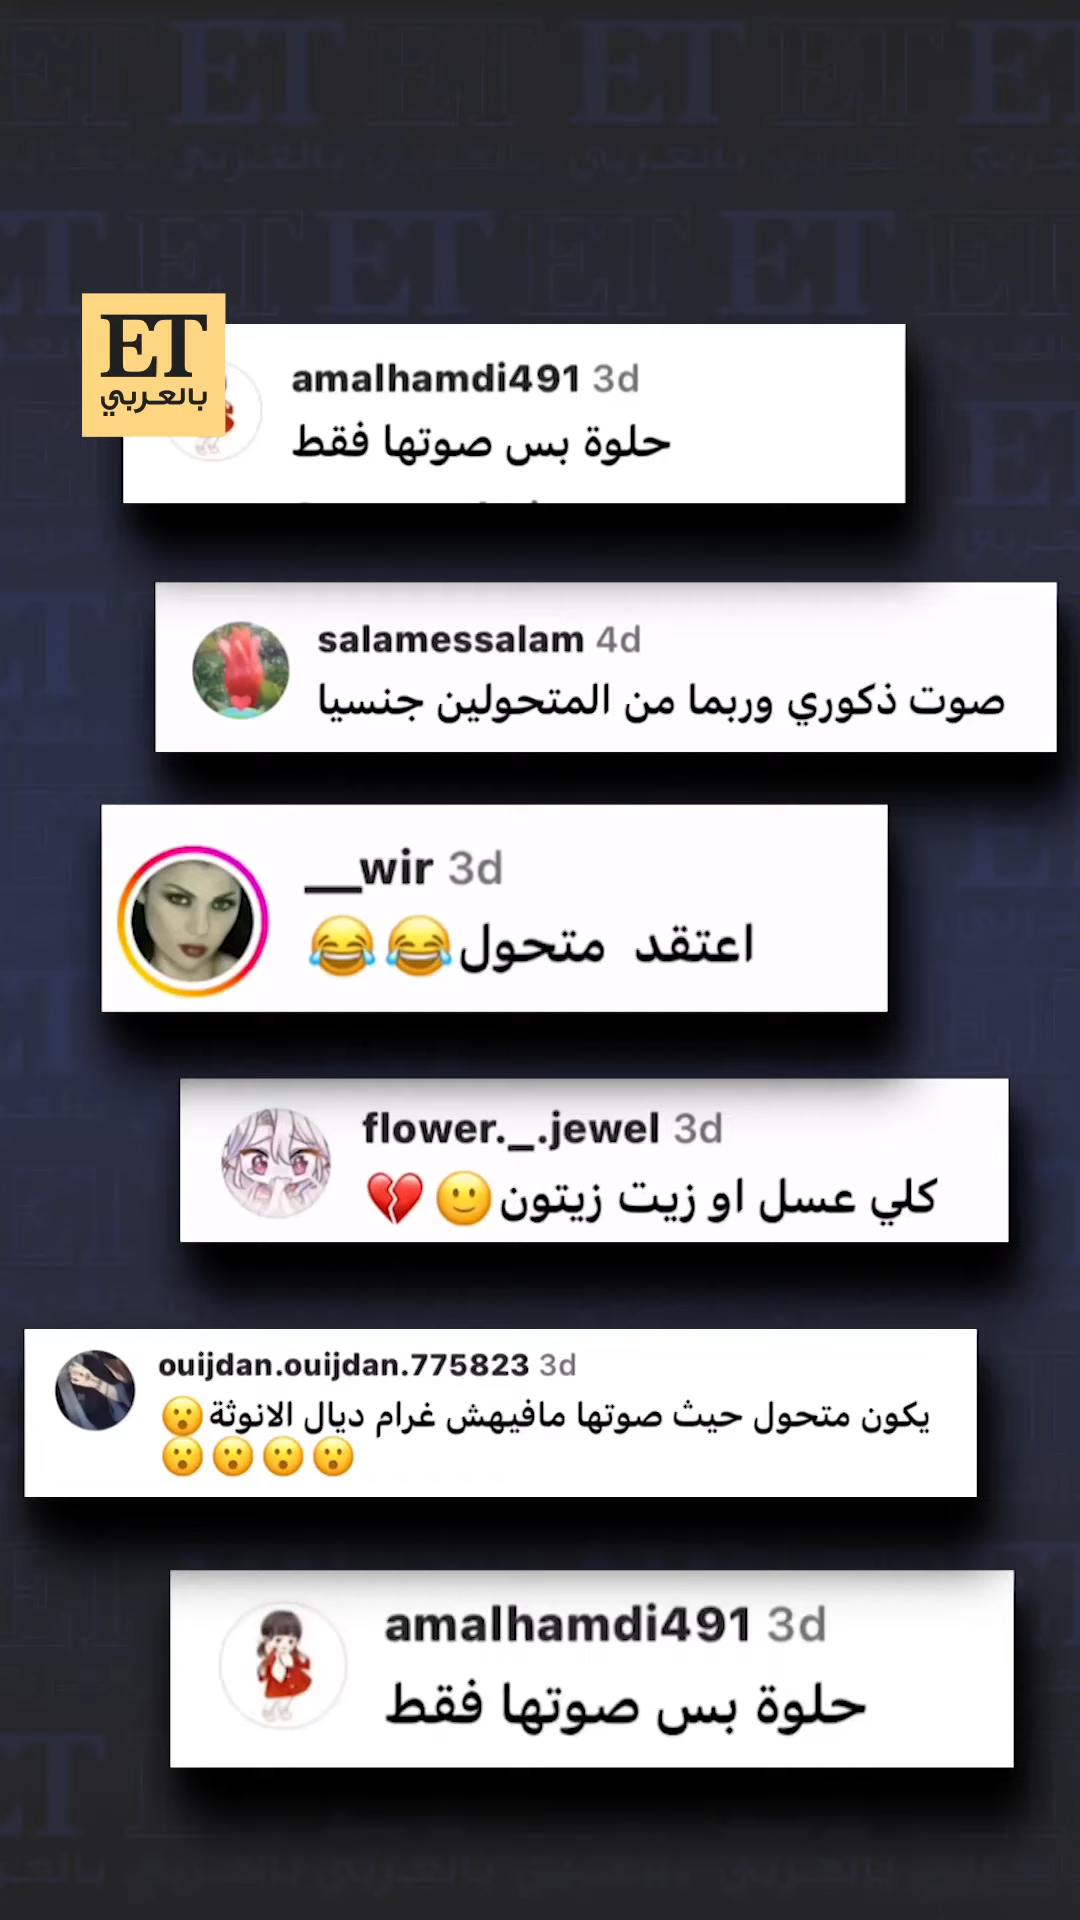 ET
بالعربي
amalhamdi491 3d
حلوة بس صوتها فقط
salamessalam 4d
صوت ذكوري وربما من المتحولين جنسيا
__wir 3d
اعتقد متحول😂😂
flower._.jewel 3d
كلي عسل او زيت زيتون🙂💔
ouijdan.ouijdan.775823 3d
يكون متحول حيث صوتها مافيهش غرام ديال الانوثة😮
😮😮😮😮
amalhamdi491 3d
حلوة بس صوتها فقط